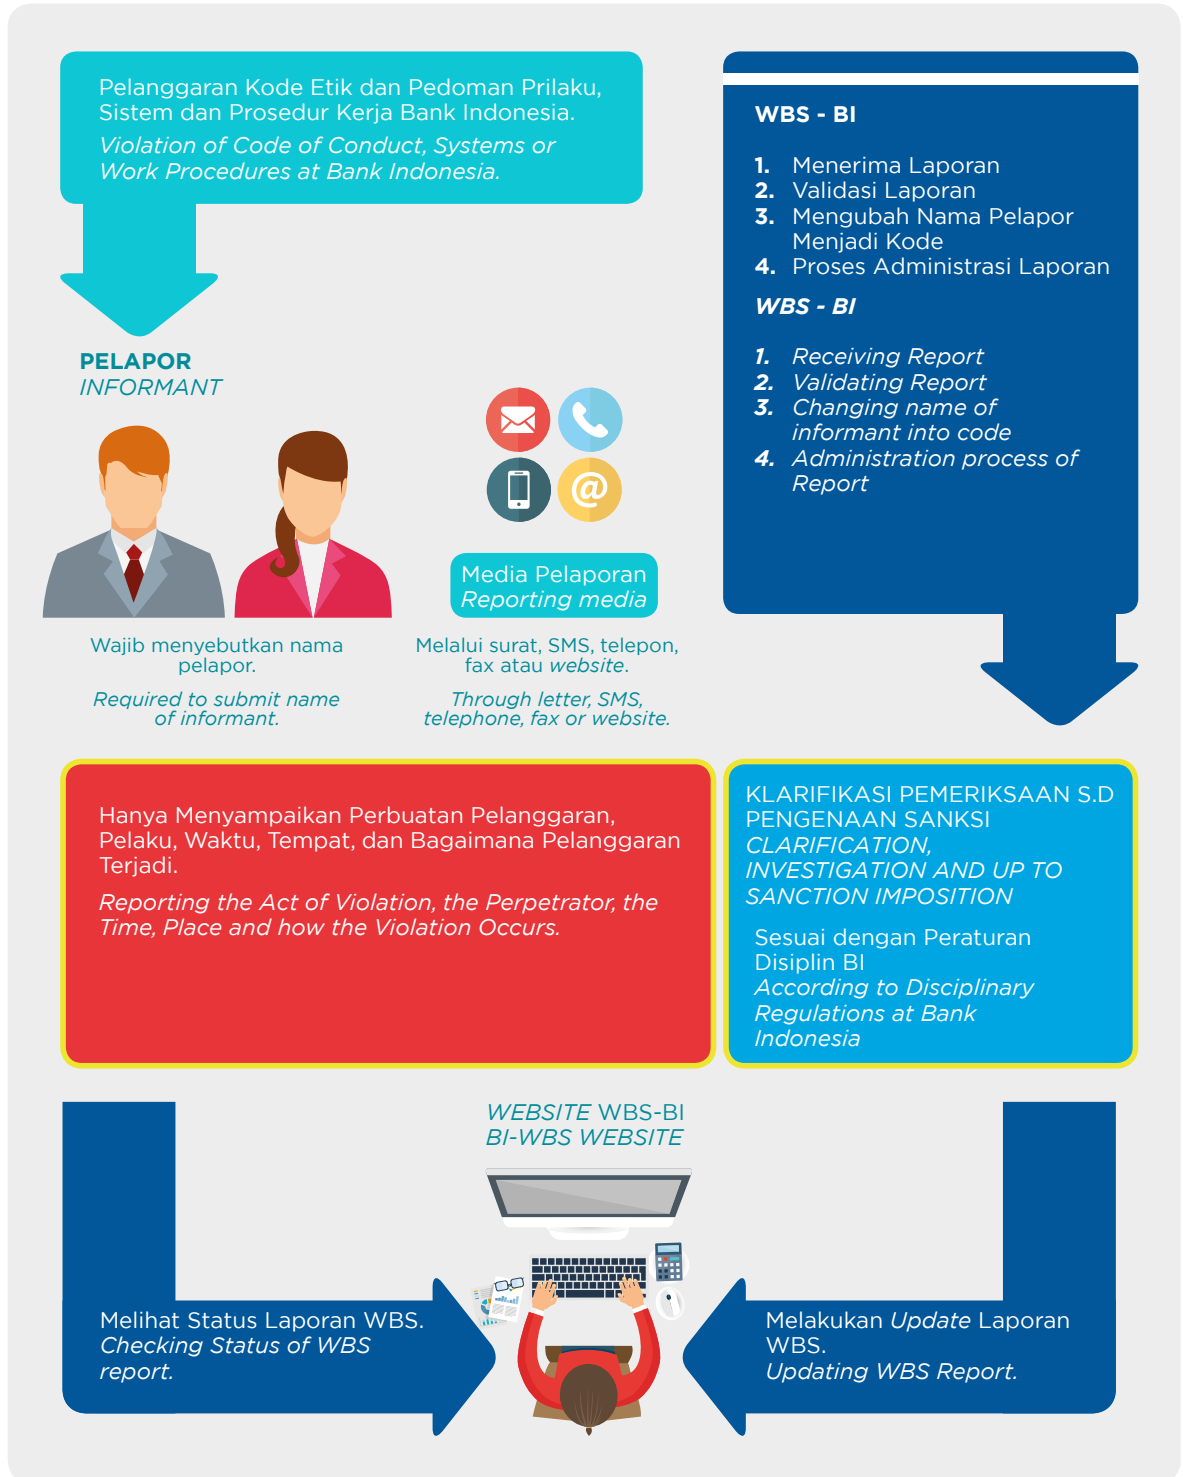 Pelanggaran Kode Etik dan Pedoman Prilaku,
Sistem dan Prosedur Kerja Bank Indonesia.
Violation of Code of Conduct, Systems or
Work Procedures at Bank Indonesia.
PELAPOR
INFORMANT
Wajib menyebutkan nama
pelapor.
Required to submit name
of informant.
@
Media Pelaporan
Reporting media
Melalui surat, SMS, telepon,
fax atau website.
Through letter, SMS,
telephone, fax or website.
WBS - BI
1. Menerima Laporan
2. Validasi Laporan
3. Mengubah Nama Pelapor
Menjadi Kode
4. Proses Administrasi Laporan
WBS - BI
1. Receiving Report
2. Validating Report
3. Changing name of
informant into code
4. Administration process of
Report
Hanya Menyampaikan Perbuatan Pelanggaran,
Pelaku, Waktu, Tempat, dan Bagaimana Pelanggaran
Terjadi.
Reporting the Act of Violation, the Perpetrator, the
Time, Place and how the Violation Occurs.
KLARIFIKASI PEMERIKSAAN S.D
PENGENAAN SANKSI
CLARIFICATION,
INVESTIGATION AND UP TO
SANCTION IMPOSITION
Sesuai dengan Peraturan
Disiplin BI
According to Disciplinary
Regulations at Bank
Indonesia
WEBSITE WBS-BI
BI-WBS WEBSITE
Melihat Status Laporan WBS.
Checking Status of WBS
report.
Melakukan Update Laporan
WBS.
Updating WBS Report.